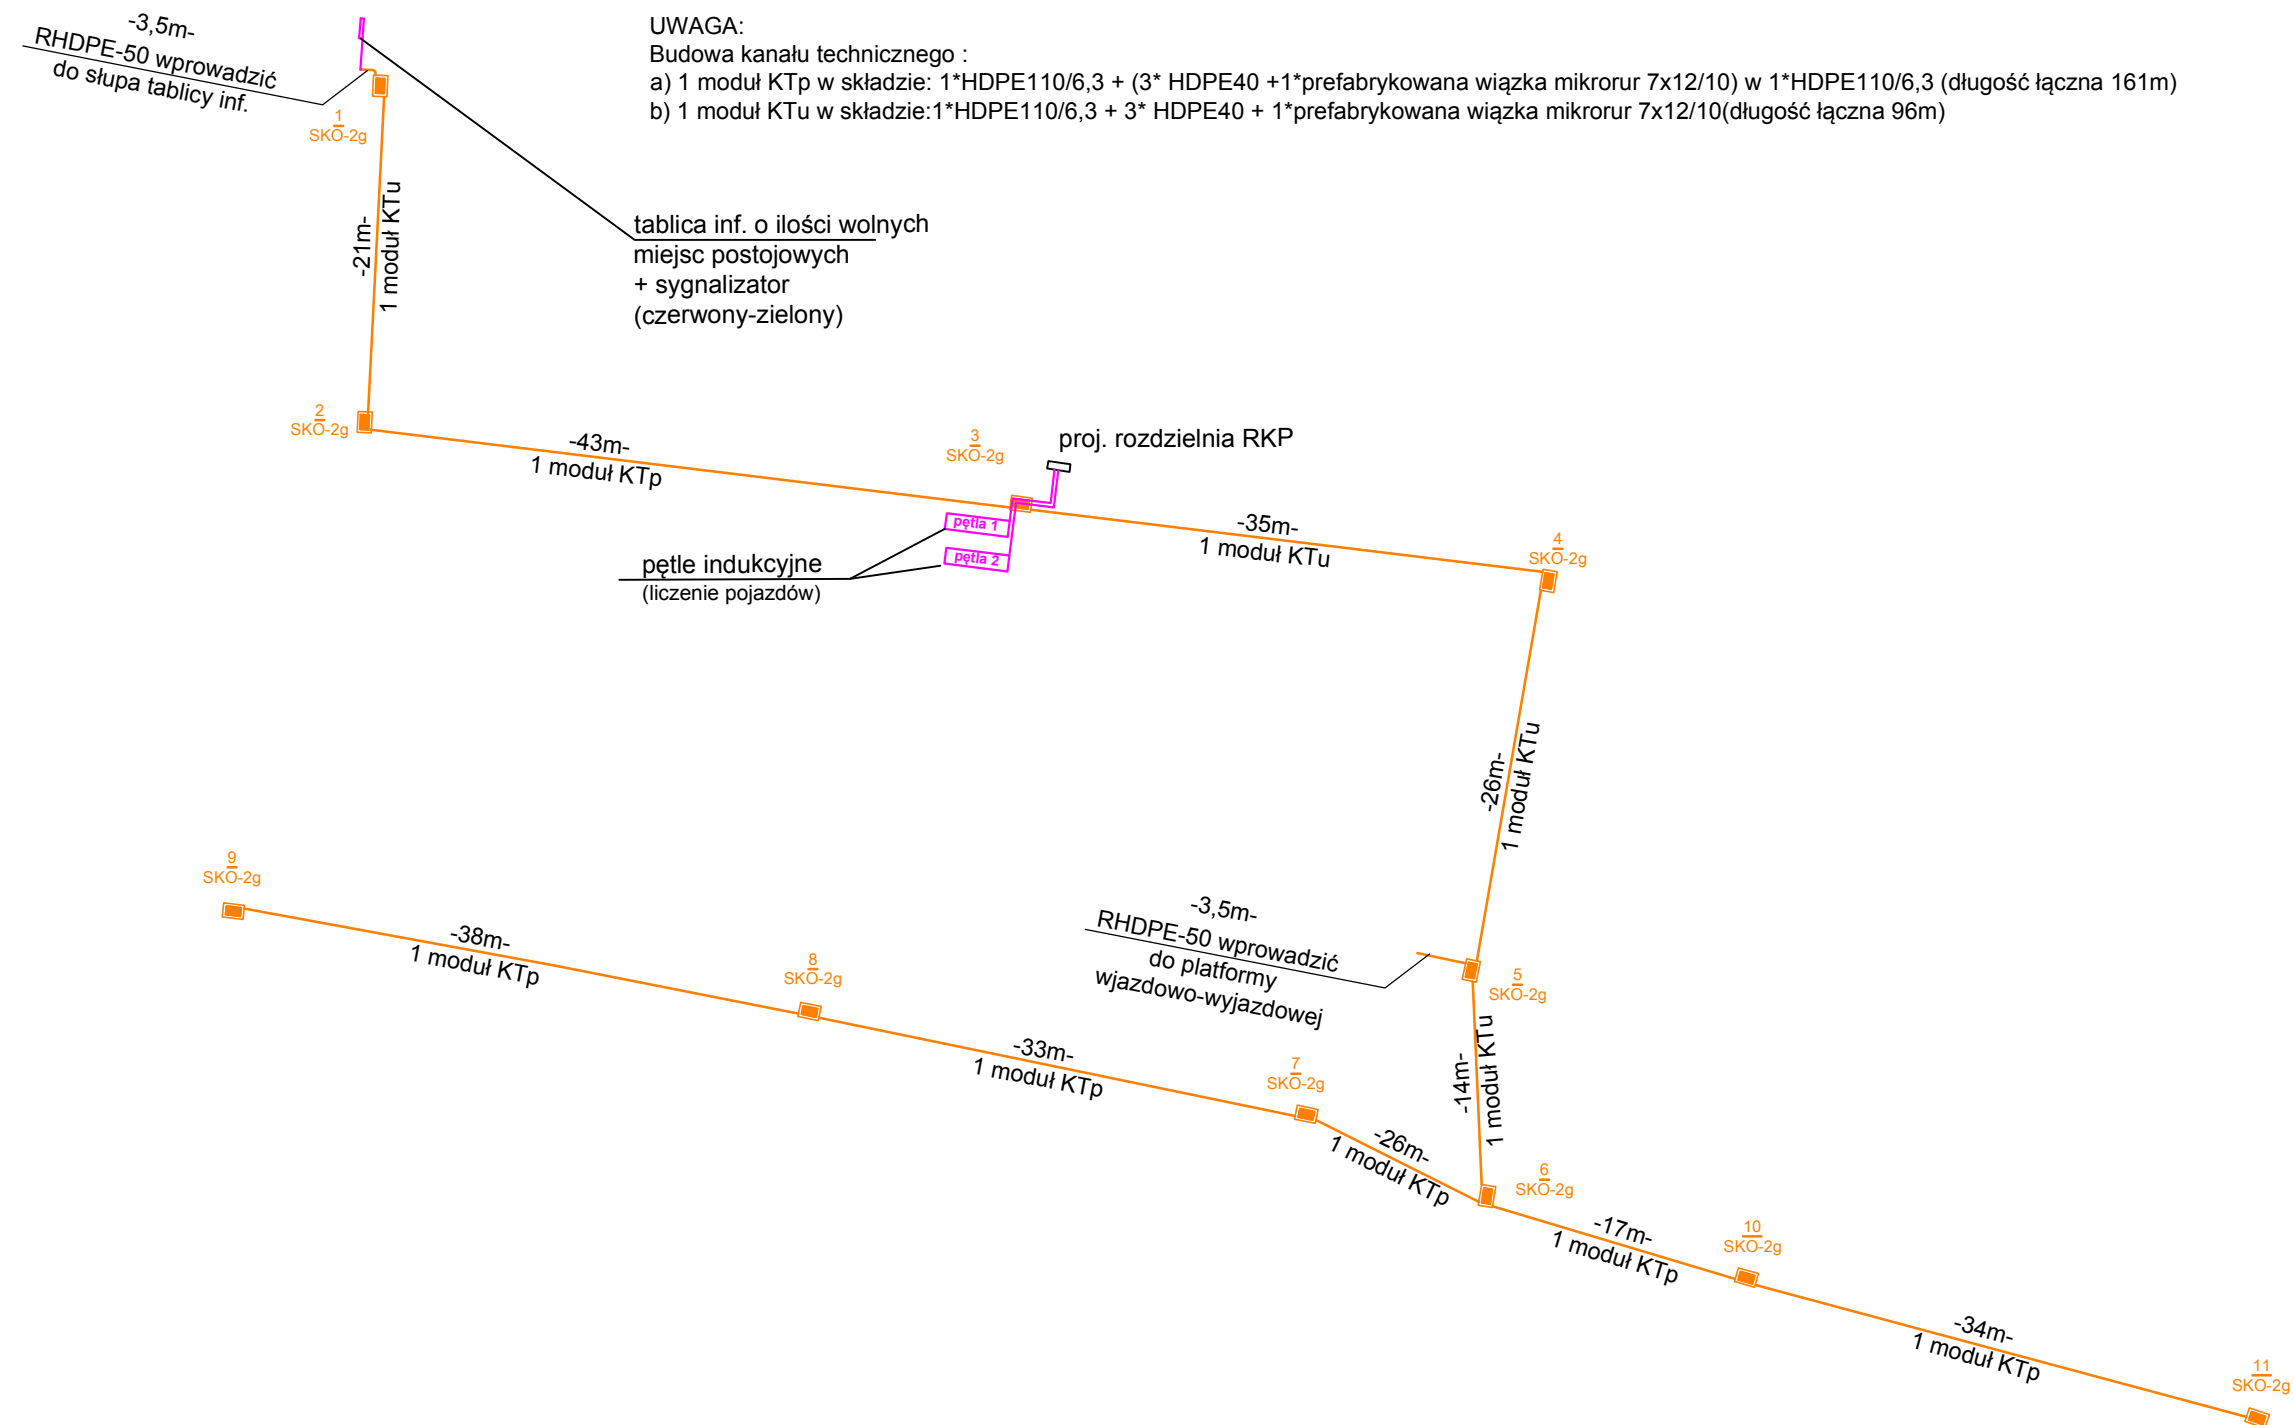 -3,5m-
RHDPE-50 wprowadzić
do słupa tablicy inf.
UWAGA:
Budowa kanału technicznego :
a) 1 moduł KTp w składzie: 1*HDPE110/6,3 + (3* HDPE40 +1*prefabrykowana wiązka mikrorur 7x12/10) w 1*HDPE110/6,3 (długość łączna 161m)
b) 1 moduł KTu w składzie:1*HDPE110/6,3 + 3* HDPE40 + 1*prefabrykowana wiązka mikrorur 7x12/10(długość łączna 96m)
1
SKO-2g
-21m-
1 moduł KTu
tablica inf. o ilości wolnych
miejsc postojowych
+ sygnalizator
(czerwony-zielony)
2
SKO-2g
-43m-
1 moduł KTp
3
SKO-2g
proj. rozdzielnia RKP
pętla 1
pętla 2
pętle indukcyjne
(liczenie pojazdów)
-35m-
1 moduł KTu
4
SKO-2g
-26m-
1 moduł KTu
9
SKO-2g
-38m-
1 moduł KTp
8
SKO-2g
-3,5m-
RHDPE-50 wprowadzić
do platformy
wjazdowo-wyjazdowej
5
SKO-2g
-33m-
1 moduł KTp
7
SKO-2g
-14m-
1 moduł KTu
-26m-
1 moduł KTp
6
SKO-2g
-17m-
1 moduł KTp
10
SKO-2g
-34m-
1 moduł KTp
11
SKO-2g